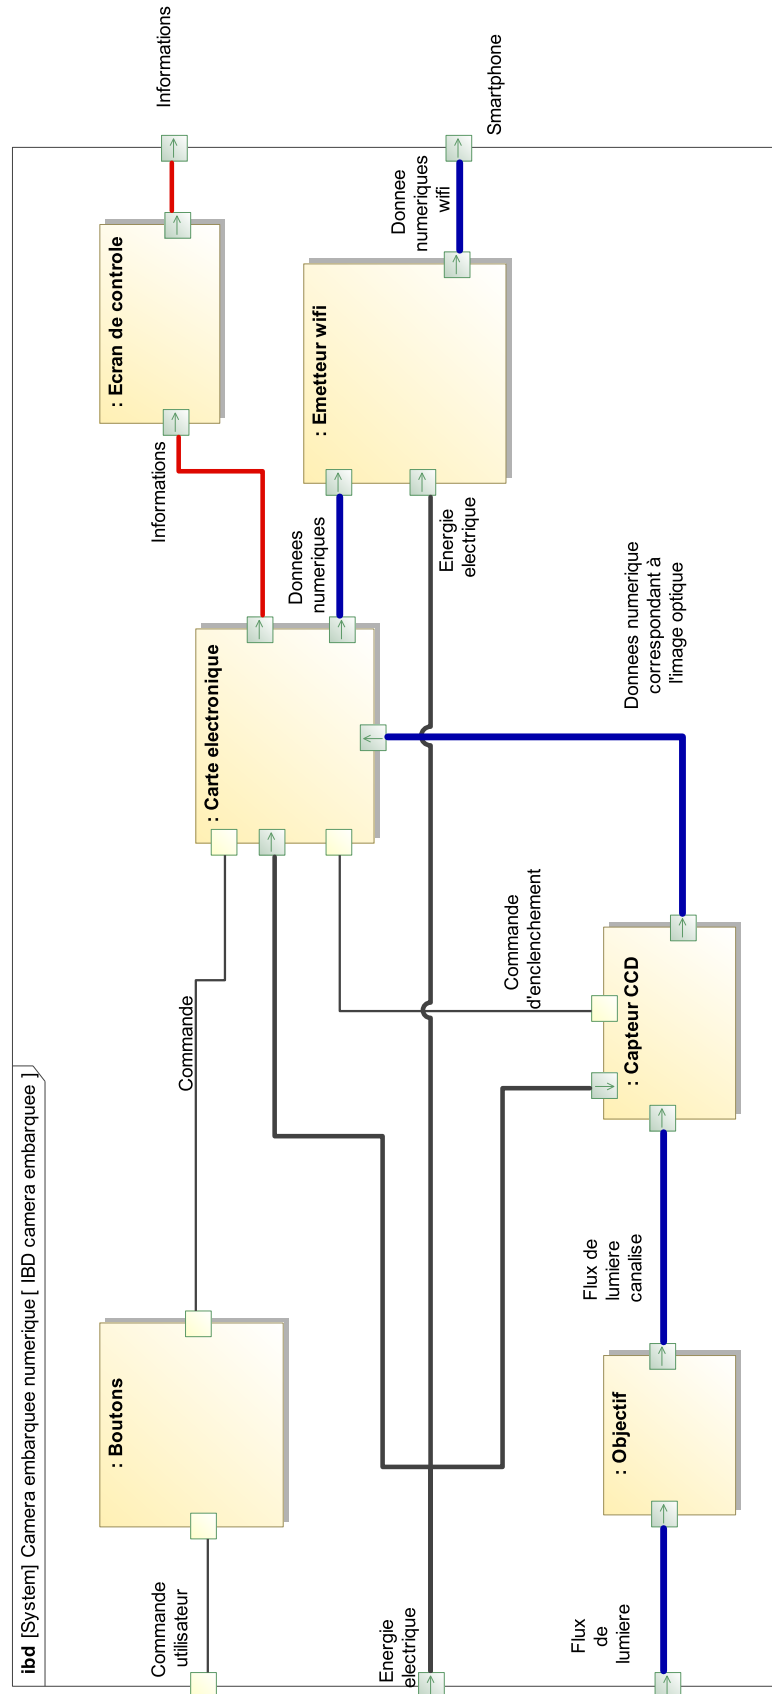 ibd [System] Camera embarquee numerique [ IBD camera embarquee ]
Commande
utilisateur
: Boutons
Commande
: Carte electronique
Informations
: Ecran de controle
Informations
Donnees
numeriques
: Emetteur wifi
Donnee
numeriques
wifi
Smartphone
Energie
electrique
Energie
electrique
Flux
de
lumiere
: Objectif
Flux de
lumiere
canalise
: Capteur CCD
Commande
d'enclenchement
Donnees numerique
correspondant à
l'image optique